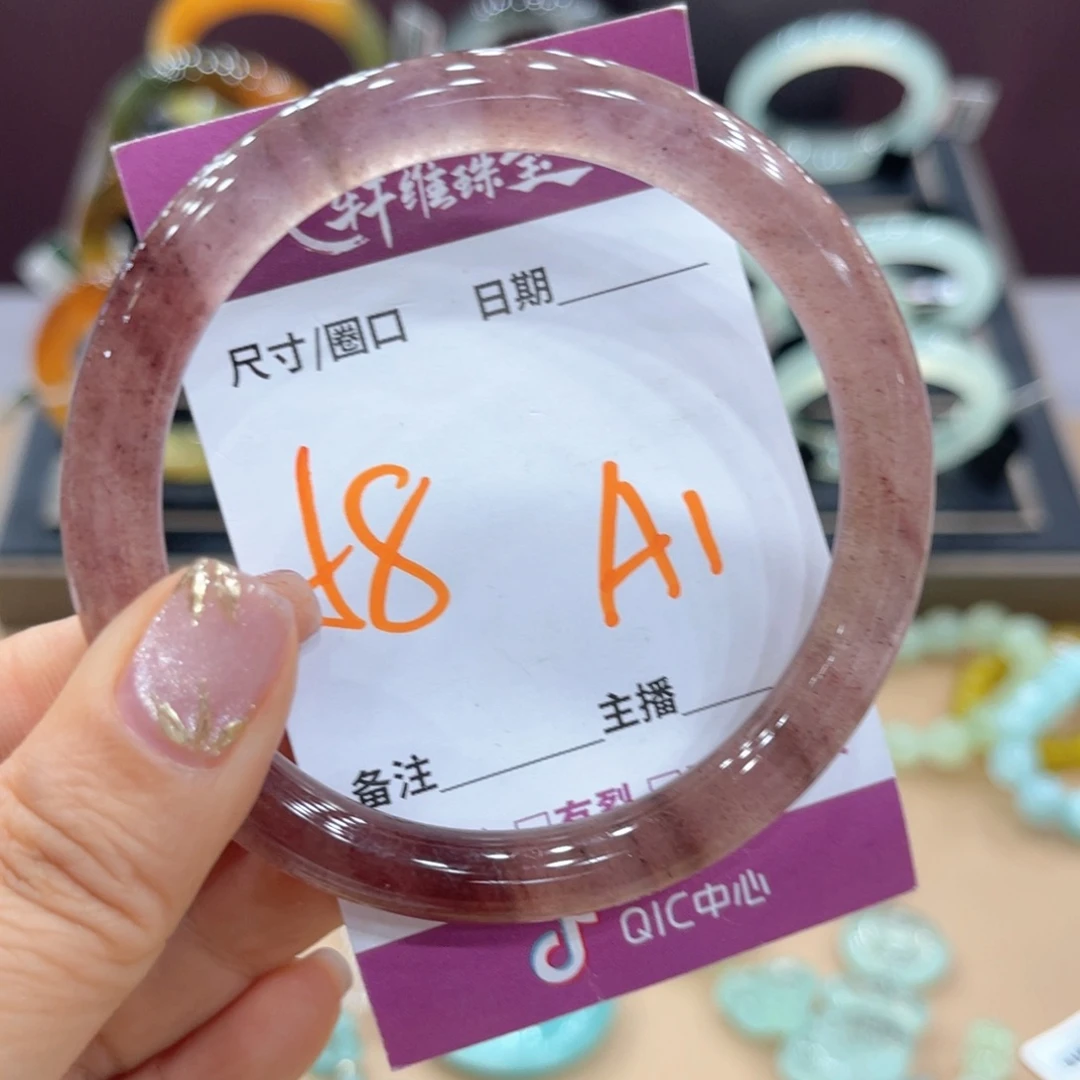 轩维珠宝
日期
尺寸/圈口
58 A1
主播
备注
有裂
QIC中心